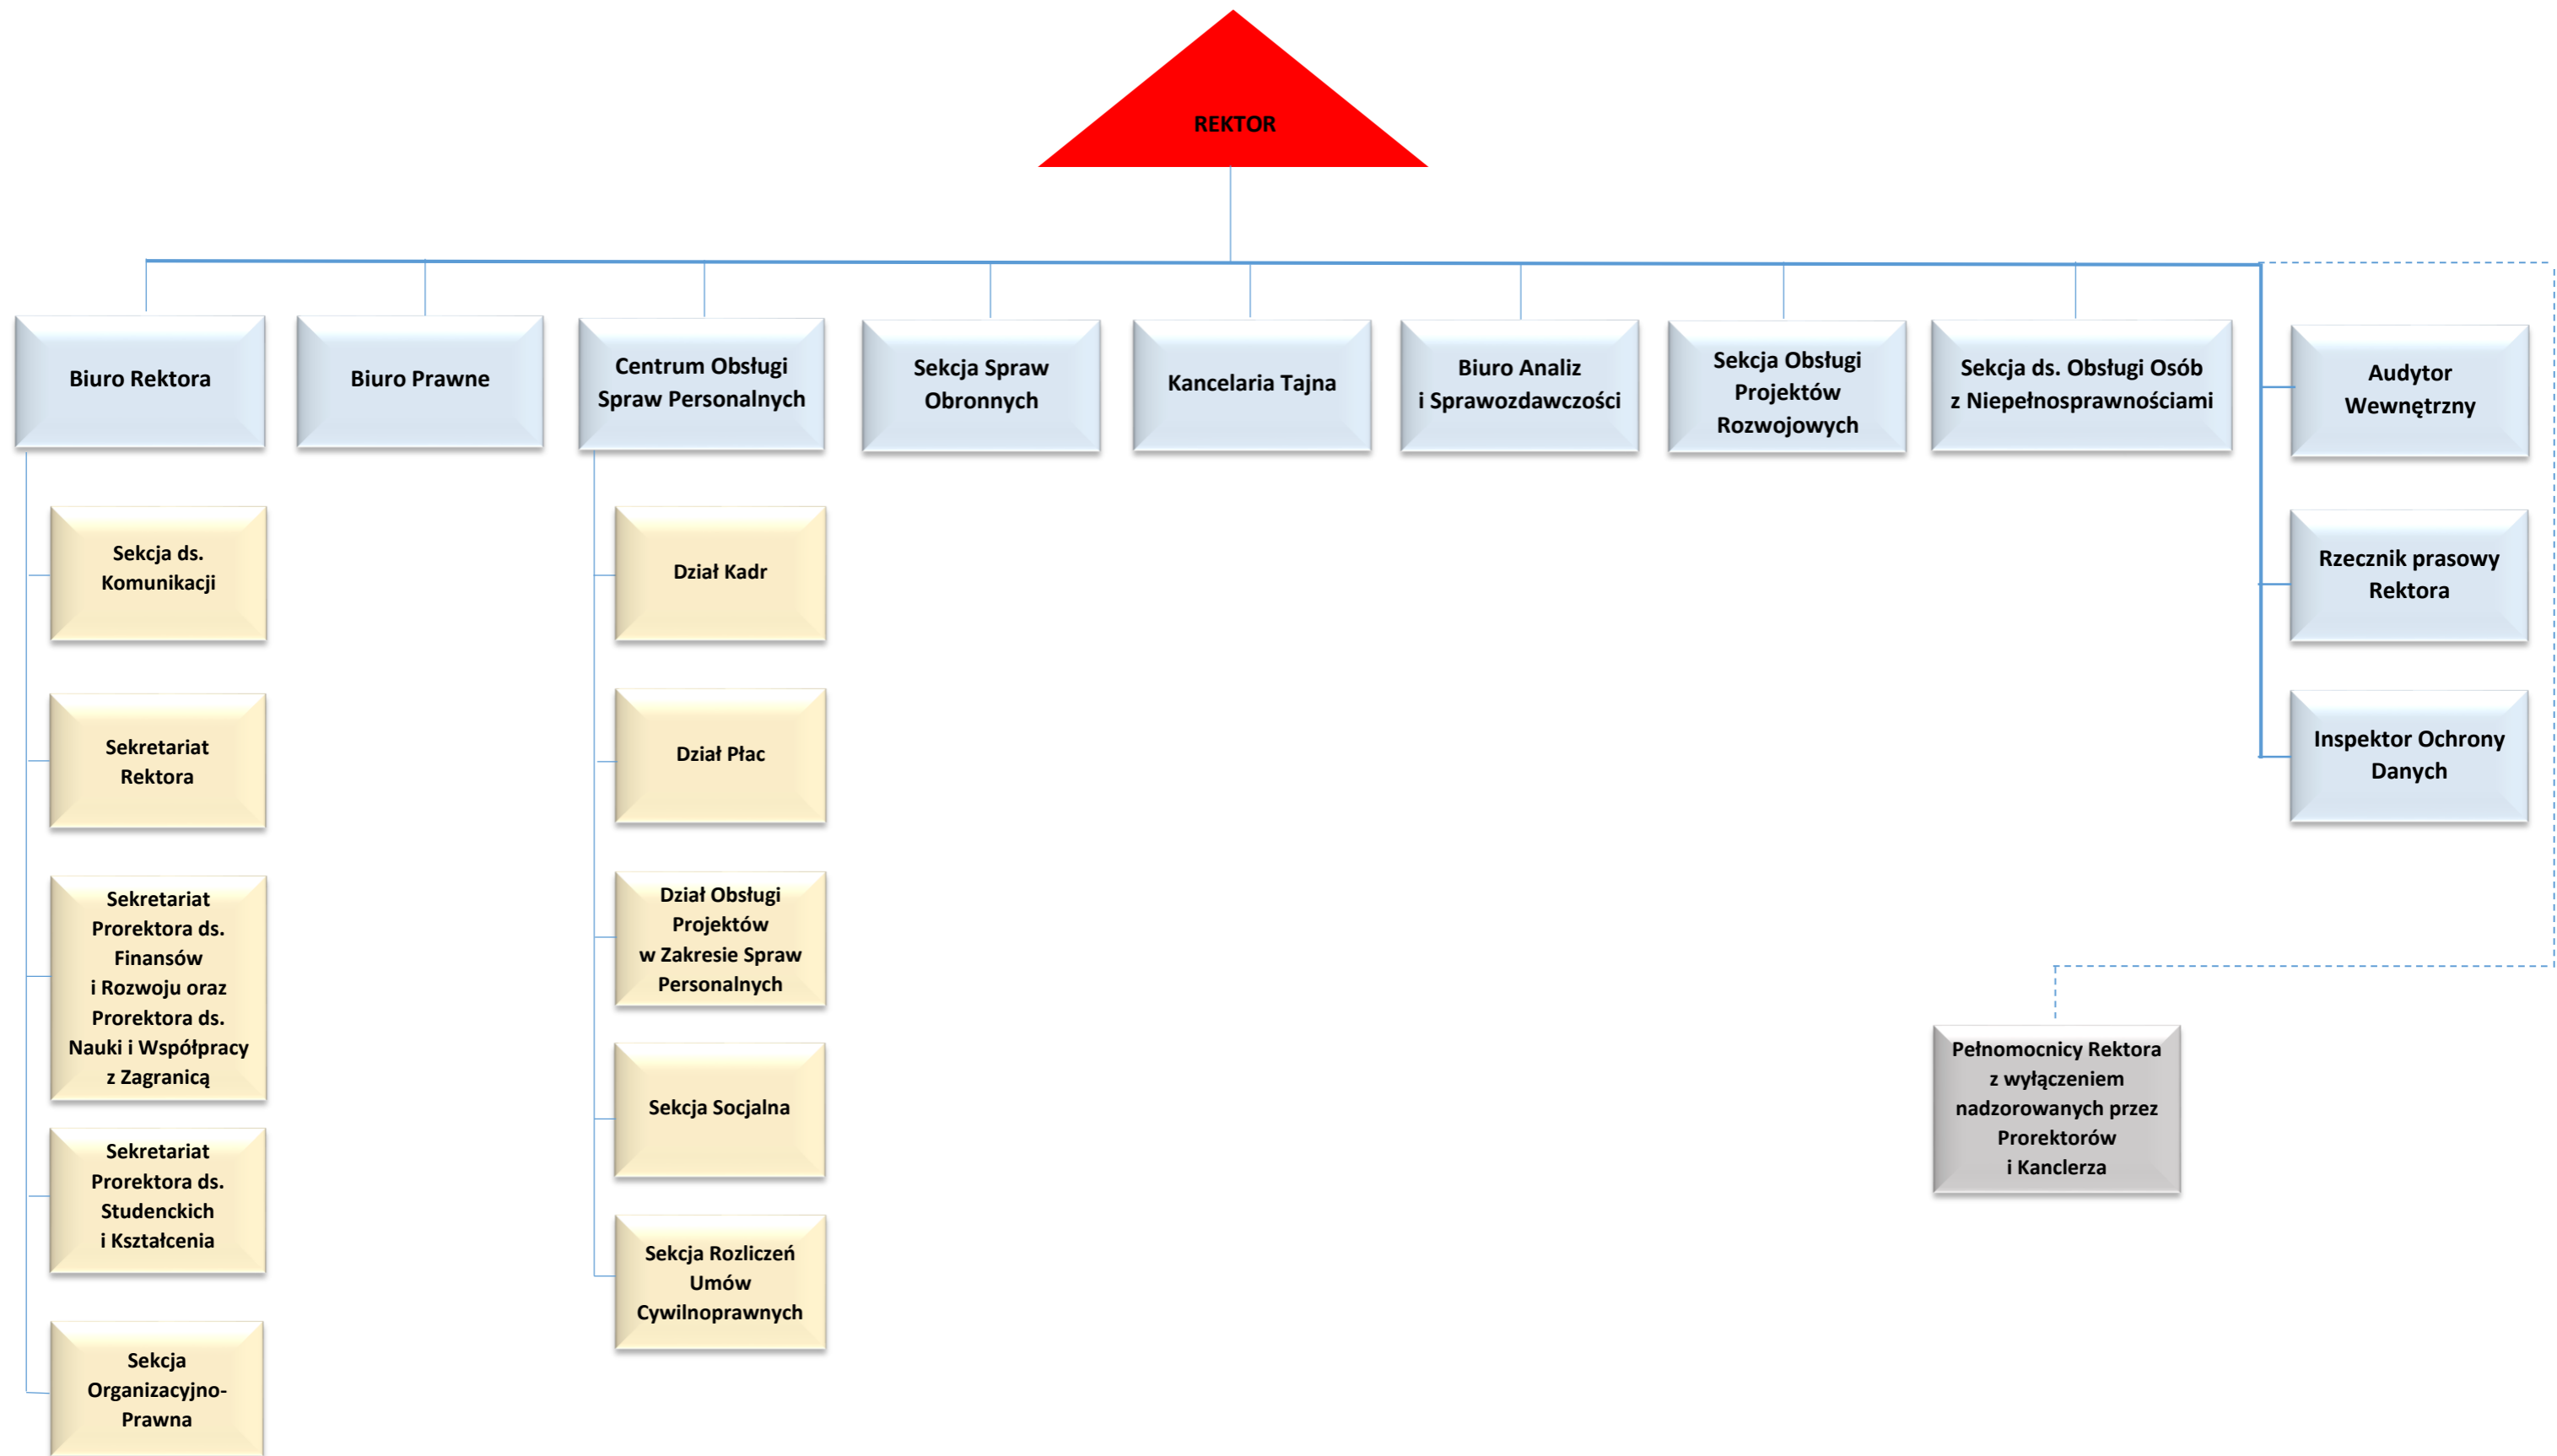 REKTOR
Biuro Rektora
Biuro Prawne
Centrum Obsługi
Spraw Personalnych
Sekcja Spraw
Obronnych
Kancelaria Tajna
Biuro Analiz
i Sprawozdawczości
Sekcja Obsługi
Projektów
Rozwojowych
Sekcja ds. Obsługi Osób
z Niepełnosprawnościami
Audytor
Wewnętrzny
Rzecznik prasowy
Rektora
Inspektor Ochrony
Danych
Sekcja ds.
Komunikacji
Sekretariat
Rektora
Sekretariat
Prorektora ds.
Finansów
i Rozwoju oraz
Prorektora ds.
Nauki i Współpracy
z Zagranicą
Sekretariat
Prorektora ds.
Studenckich
i Kształcenia
Sekcja
Organizacyjno-
Prawna
Dział Kadr
Dział Płac
Dział Obsługi
Projektów
w Zakresie Spraw
Personalnych
Sekcja Socjalna
Sekcja Rozliczeń
Umów
Cywilnoprawnych
Pełnomocnicy Rektora
z wyłączeniem
nadzorowanych przez
Prorektorów
i Kanclerza